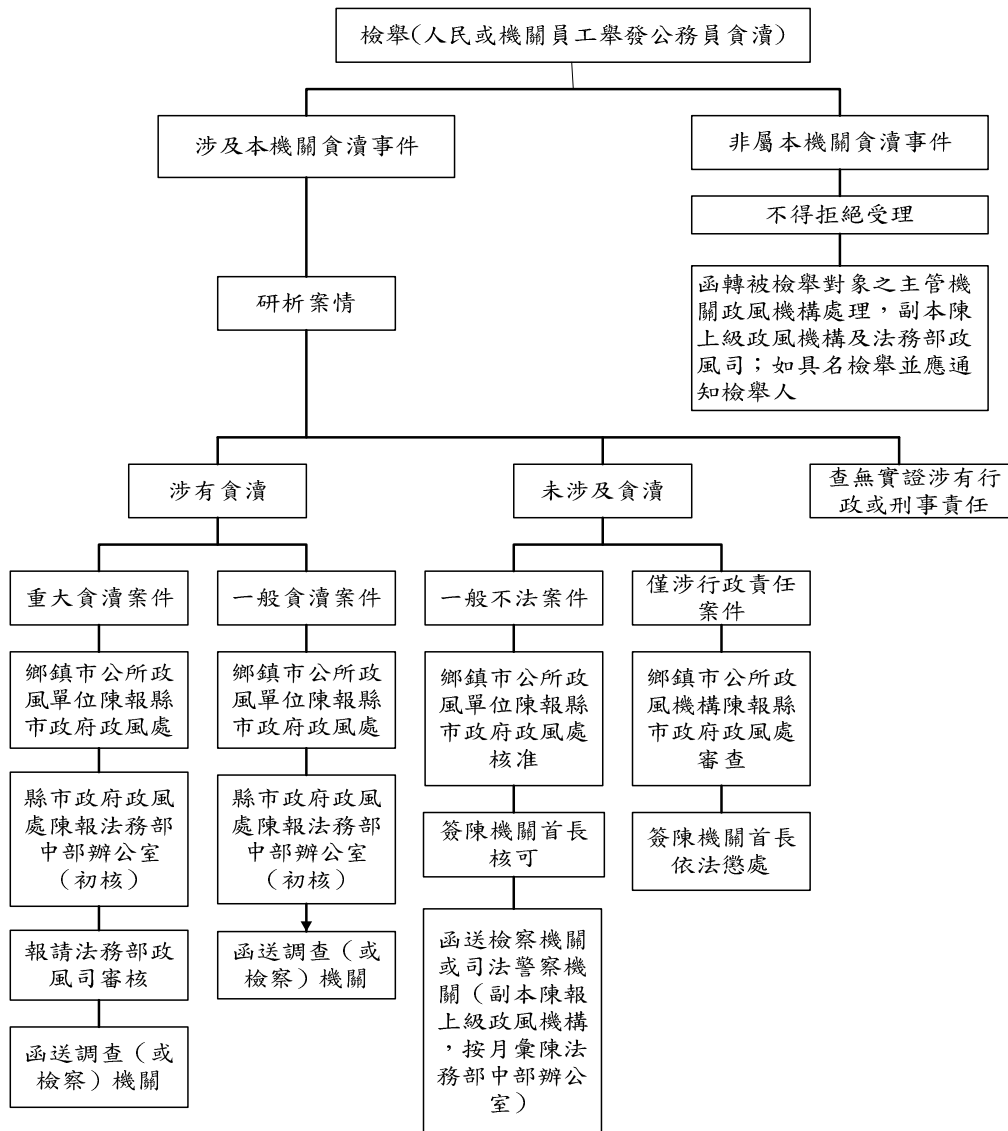 檢舉(人民或機關員工舉發公務員貪瀆)
涉及本機關貪瀆事件
非屬本機關貪瀆事件
不得拒絕受理
研析案情
函轉被檢舉對象之主管機
關政風機構處理，副本陳
上級政風機構及法務部政
風司；如具名檢舉並應通
知檢舉人
涉有貪瀆
未涉及貪瀆
查無實證涉有行
政或刑事責任
重大貪瀆案件
一般貪瀆案件
一般不法案件
僅涉行政責任
案件
鄉鎮市公所政
風單位陳報縣
市政府政風處
鄉鎮市公所政
風單位陳報縣
市政府政風處
鄉鎮市公所政
風單位陳報縣
市政府政風處
核准
鄉鎮市公所政
風機構陳報縣
市政府政風處
審查
縣市政府政風
處陳報法務部
中部辦公室
（初核）
縣市政府政風
處陳報法務部
中部辦公室
（初核）
簽陳機關首長
核可
簽陳機關首長
依法懲處
報請法務部政
風司審核
函送調查（或
檢察）機關
函送檢察機關
或司法警察機
關（副本陳報
上級政風機構
，按月彙陳法
務部中部辦公
室）
函送調查（或
檢察）機關